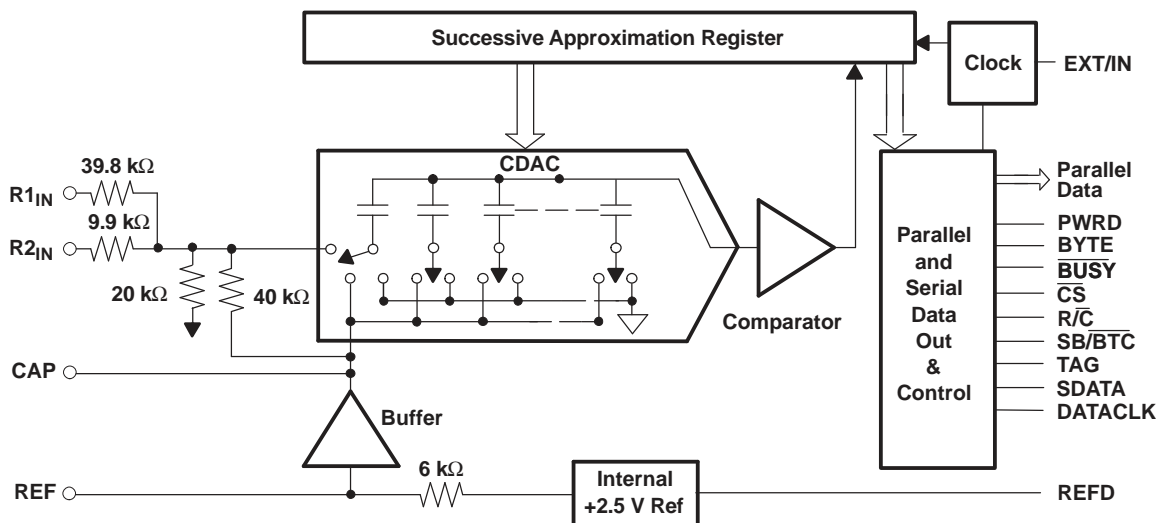 Successive Approximation Register
Clock
EXT/IN
CDAC
39.8 kΩ
R1IN
9.9 kΩ
R2IN
20 kΩ
40 kΩ
Comparator
Parallel
and
Serial
Data
Out
&
Control
Parallel
Data
PWRD
BYTE
BUSY
CS
R/C
SB/BTC
TAG
SDATA
DATACLK
CAP
Buffer
REF
6 kΩ
Internal
+2.5 V Ref
REFD